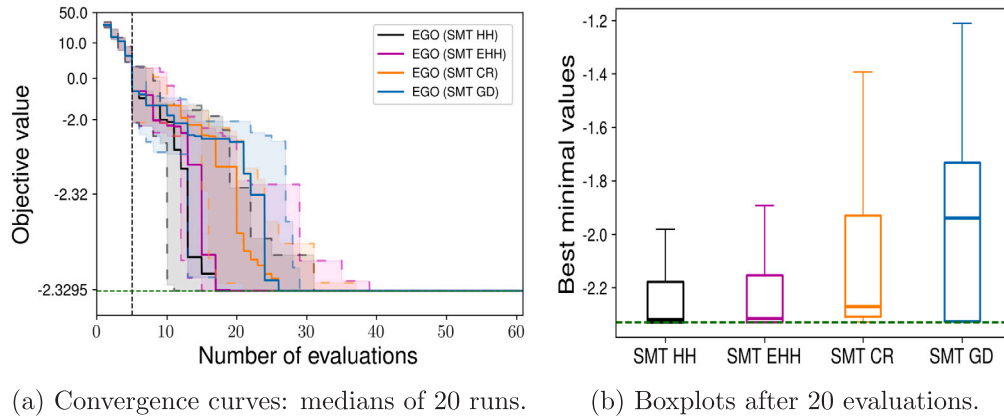 50.0
10.0
0.0
-2.0
-2.32
-2.3295
Objective value
EGO (SMT HH)
EGO (SMT EHH)
EGO (SMT CR)
EGO (SMT GD)
0 10 20 30 40 50 60
Number of evaluations
(a) Convergence curves: medians of 20 runs.
-1.2
-1.4
-1.6
-1.8
-2.0
-2.2
Best minimal values
SMT HH SMT EHH SMT CR SMT GD
(b) Boxplots after 20 evaluations.